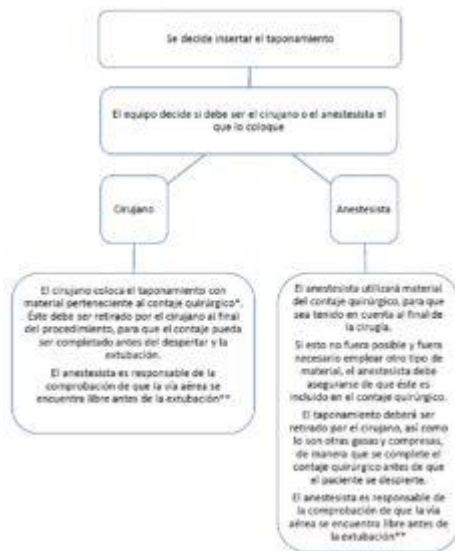 Se decide insertar el taponamiento
El equipo decide si debe ser el cirujano o el anestesista el
que lo coloque
Cirujano
Anestesista
El cirujano coloca el taponamiento con
material perteneciente al contaje quirúrgico*.
Éste debe ser retirado por el cirujano al final
del procedimiento, para que el contaje pueda
ser completado antes del despertar y la
extubación.
El anestesista es responsable de la
comprobación de que la vía aérea se
encuentra libre antes de la extubación**
El anestesista utilizará material
del contaje quirúrgico, para que
sea tenido en cuenta al final de
la cirugía.
Si esto no fuera posible y fuera
necesario emplear otro tipo de
material, el anestesista debe
asegurarse de que éste es
incluido en el contaje quirúrgico.
El taponamiento deberá ser
retirado por el cirujano, así como
lo son otras gasas y compresas,
de manera que se complete el
contaje quirúrgico antes de que
el paciente se despierte.
El anestesista es responsable de
la comprobación de que la vía
aérea se encuentra libre antes de
la extubación**